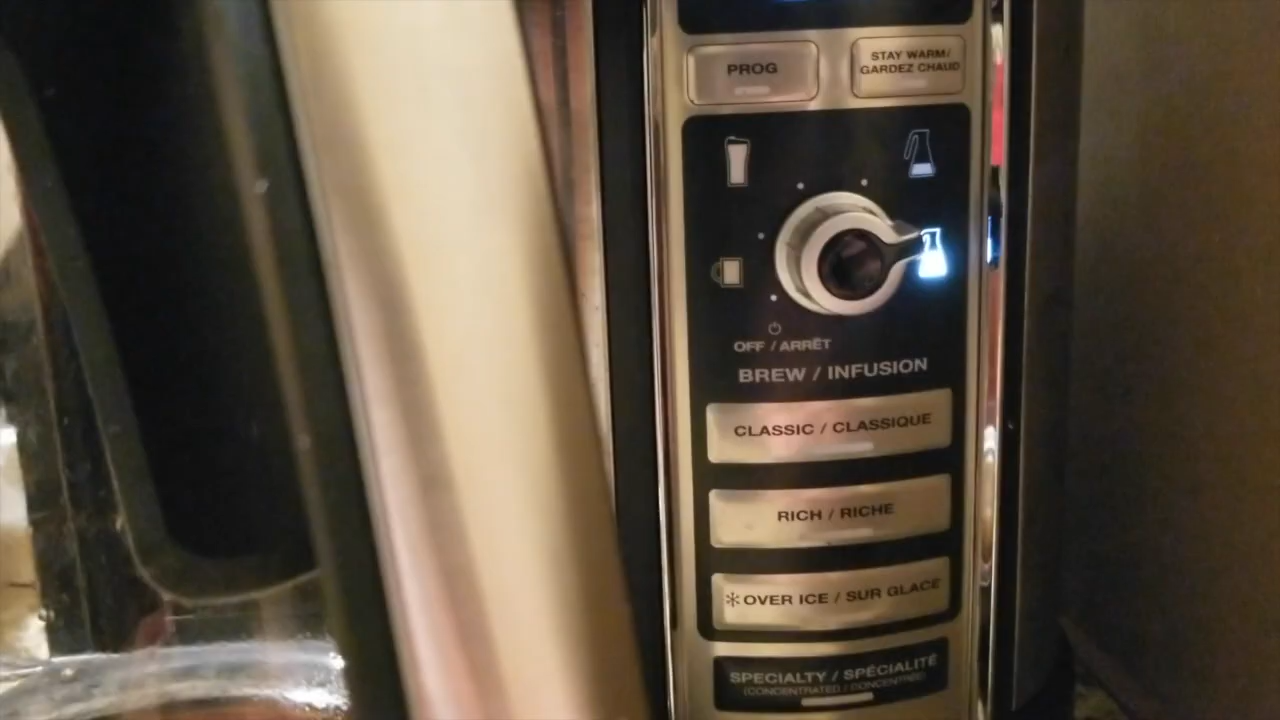 PROG
STAY WARM/
GARDEZ CHAUD
OFF / ARRÊT
BREW / INFUSION
CLASSIC / CLASSIQUE
RICH / RICHE
OVER ICE / SUR GLACE
SPECIALTY / SPÉCIALITÉ
(CONCENTRATED / CONCENTRÉE)